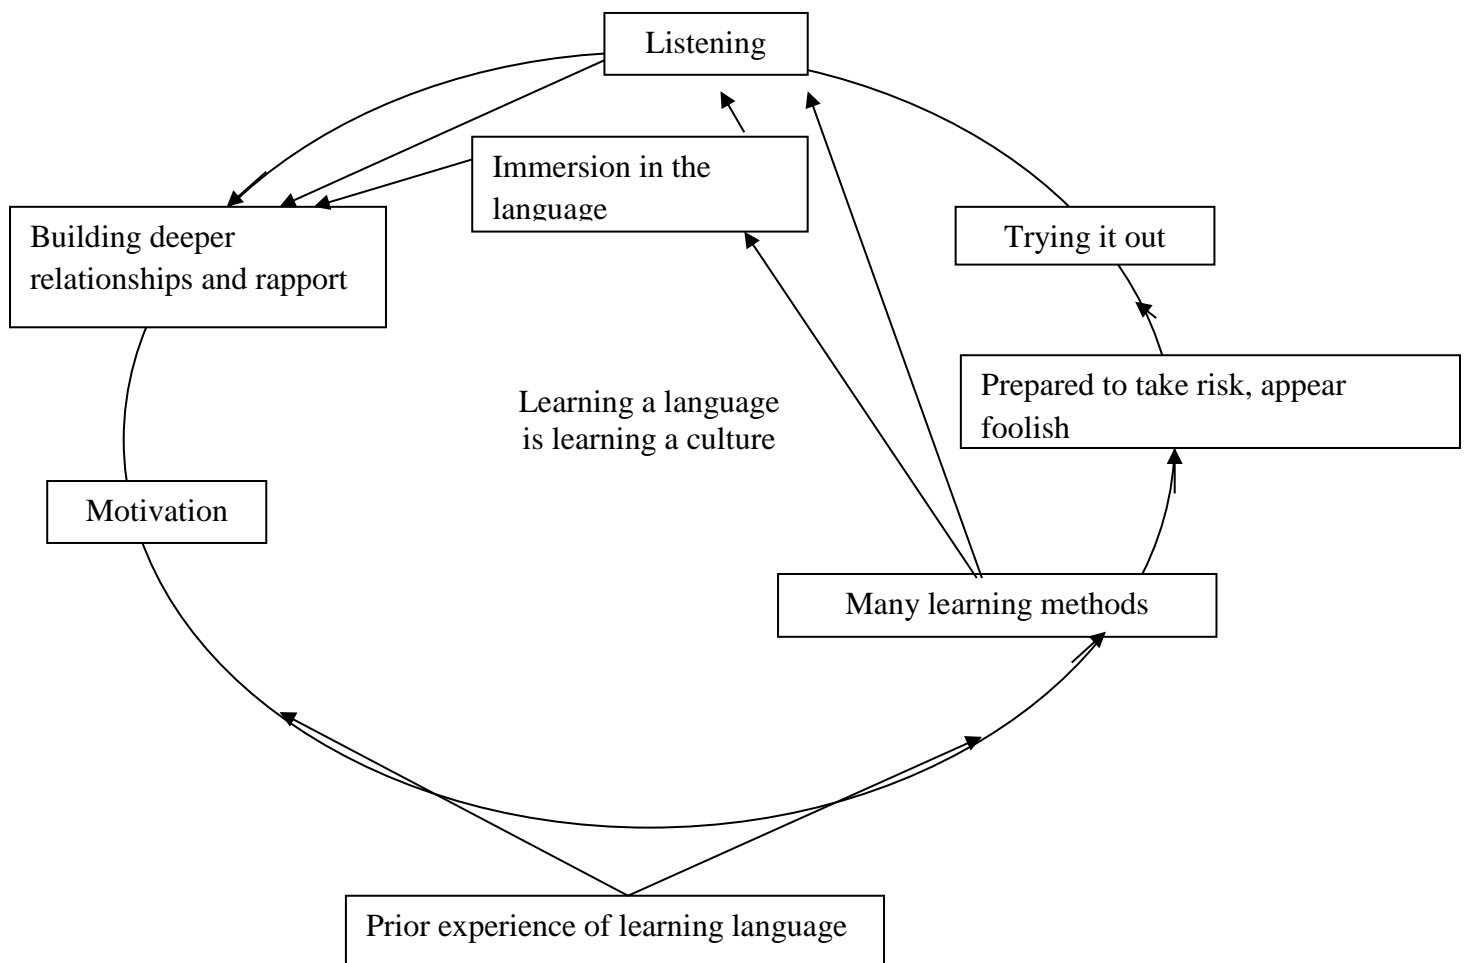 Listening
Immersion in the
language
Building deeper
relationships and rapport
Trying it out
Prepared to take risk, appear
foolish
Learning a language
is learning a culture
Motivation
Many learning methods
Prior experience of learning language